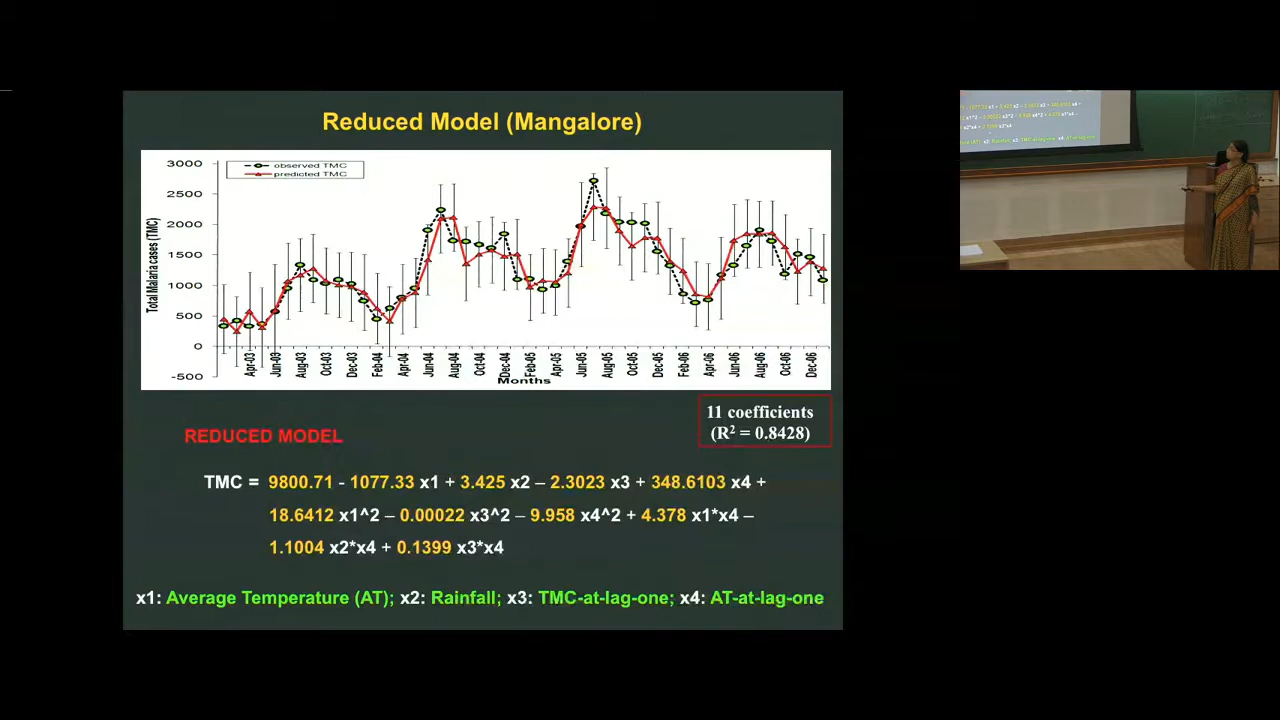 Reduced Model (Mangalore)
3000
2500
2000
1500
1000
500
0
-500
Total Malaria cases (TMC)
observed TMC
predicted TMC
Apr-03
Jun-03
Aug-03
Oct-03
Dec-03
Feb-04
Apr-04
Jun-04
Aug-04
Oct-04
Dec-04
Feb-05
Apr-05
Jun-05
Aug-05
Oct-05
Dec-05
Feb-06
Apr-06
Jun-06
Aug-06
Oct-06
Dec-06
Months
11 coefficients
(R² = 0.8428)
REDUCED MODEL
TMC = 9800.71 - 1077.33 x1 + 3.425 x2 – 2.3023 x3 + 348.6103 x4 +
18.6412 x1^2 – 0.00022 x3^2 – 9.958 x4^2 + 4.378 x1*x4 –
1.1004 x2*x4 + 0.1399 x3*x4
x1: Average Temperature (AT); x2: Rainfall; x3: TMC-at-lag-one; x4: AT-at-lag-one